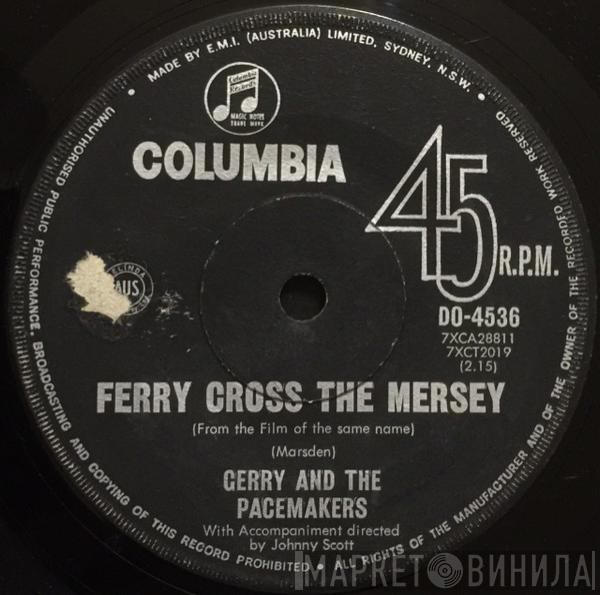 MADE BY E.M.I. (AUSTRALIA) LIMITED. SYDNEY. N.S.W.
UNAUTHORISED PUBLIC PERFORMANCE, BROADCASTING AND COPYING OF THIS RECORD PROHIBITED • ALL RIGHTS OF THE MANUFACTURER AND OF THE OWNER OF THE RECORDED WORK RESERVED
Columbia
Records
MAGIC NOTES
TRADE MARK
COLUMBIA
45
R.P.M.
AUS
DO-4536
7XCA28811
7XCT2019
(2.15)
FERRY CROSS THE MERSEY
(From the Film of the same name)
(Marsden)
GERRY AND THE
PACEMAKERS
With Accompaniment directed
by Johnny Scott
МАРКЕТ ВИНИЛА